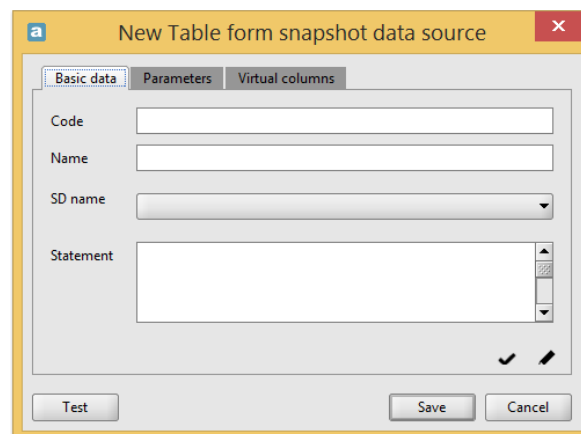 a New Table form snapshot data source
Basic data Parameters Virtual columns
Code
Name
SD name
Statement
Test Save Cancel